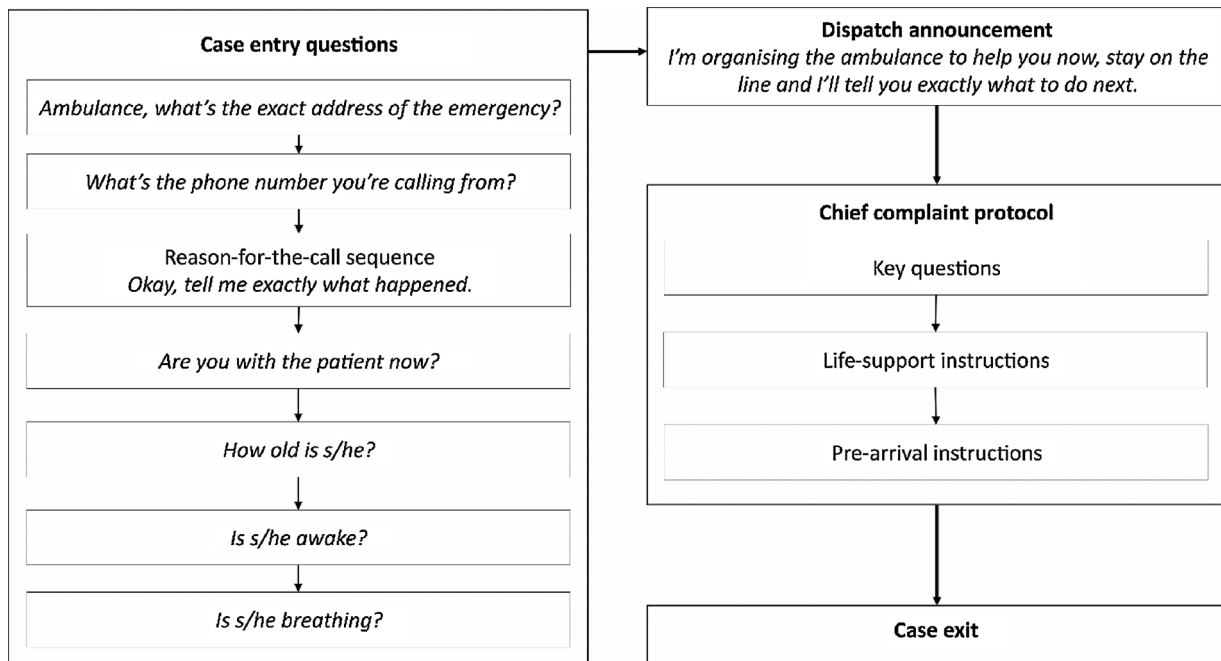 Case entry questions
Ambulance, what's the exact address of the emergency?
What's the phone number you're calling from?
Reason-for-the-call sequence
Okay, tell me exactly what happened.
Are you with the patient now?
How old is s/he?
Is s/he awake?
Is s/he breathing?
Dispatch announcement
I'm organising the ambulance to help you now, stay on the
line and I'll tell you exactly what to do next.
Chief complaint protocol
Key questions
Life-support instructions
Pre-arrival instructions
Case exit